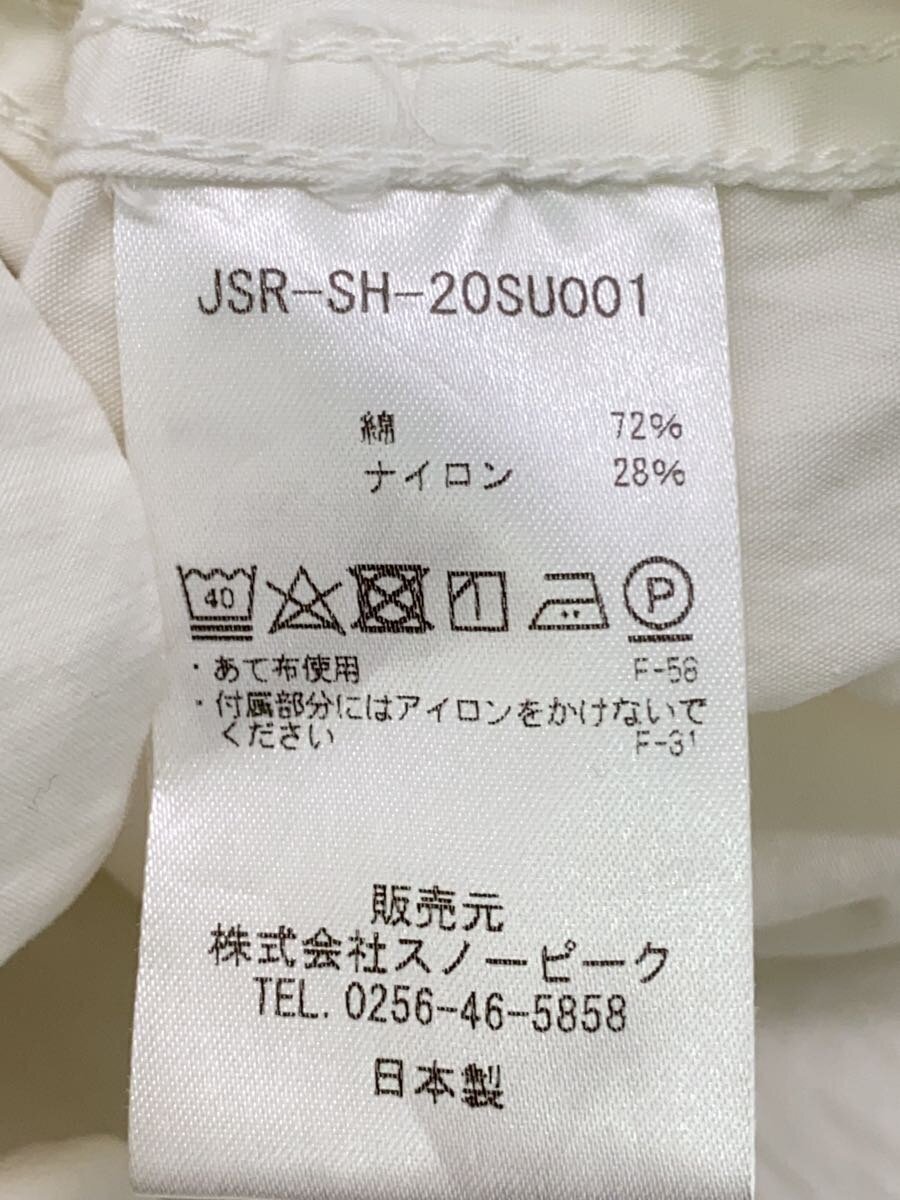 JSR-SH-20SU001
綿 72%
ナイロン 28%
40 P
・あて布使用 F-58
・付属部分にはアイロンをかけないで
ください F-31
販売元
株式会社スノーピーク
TEL. 0256-46-5858
日本製